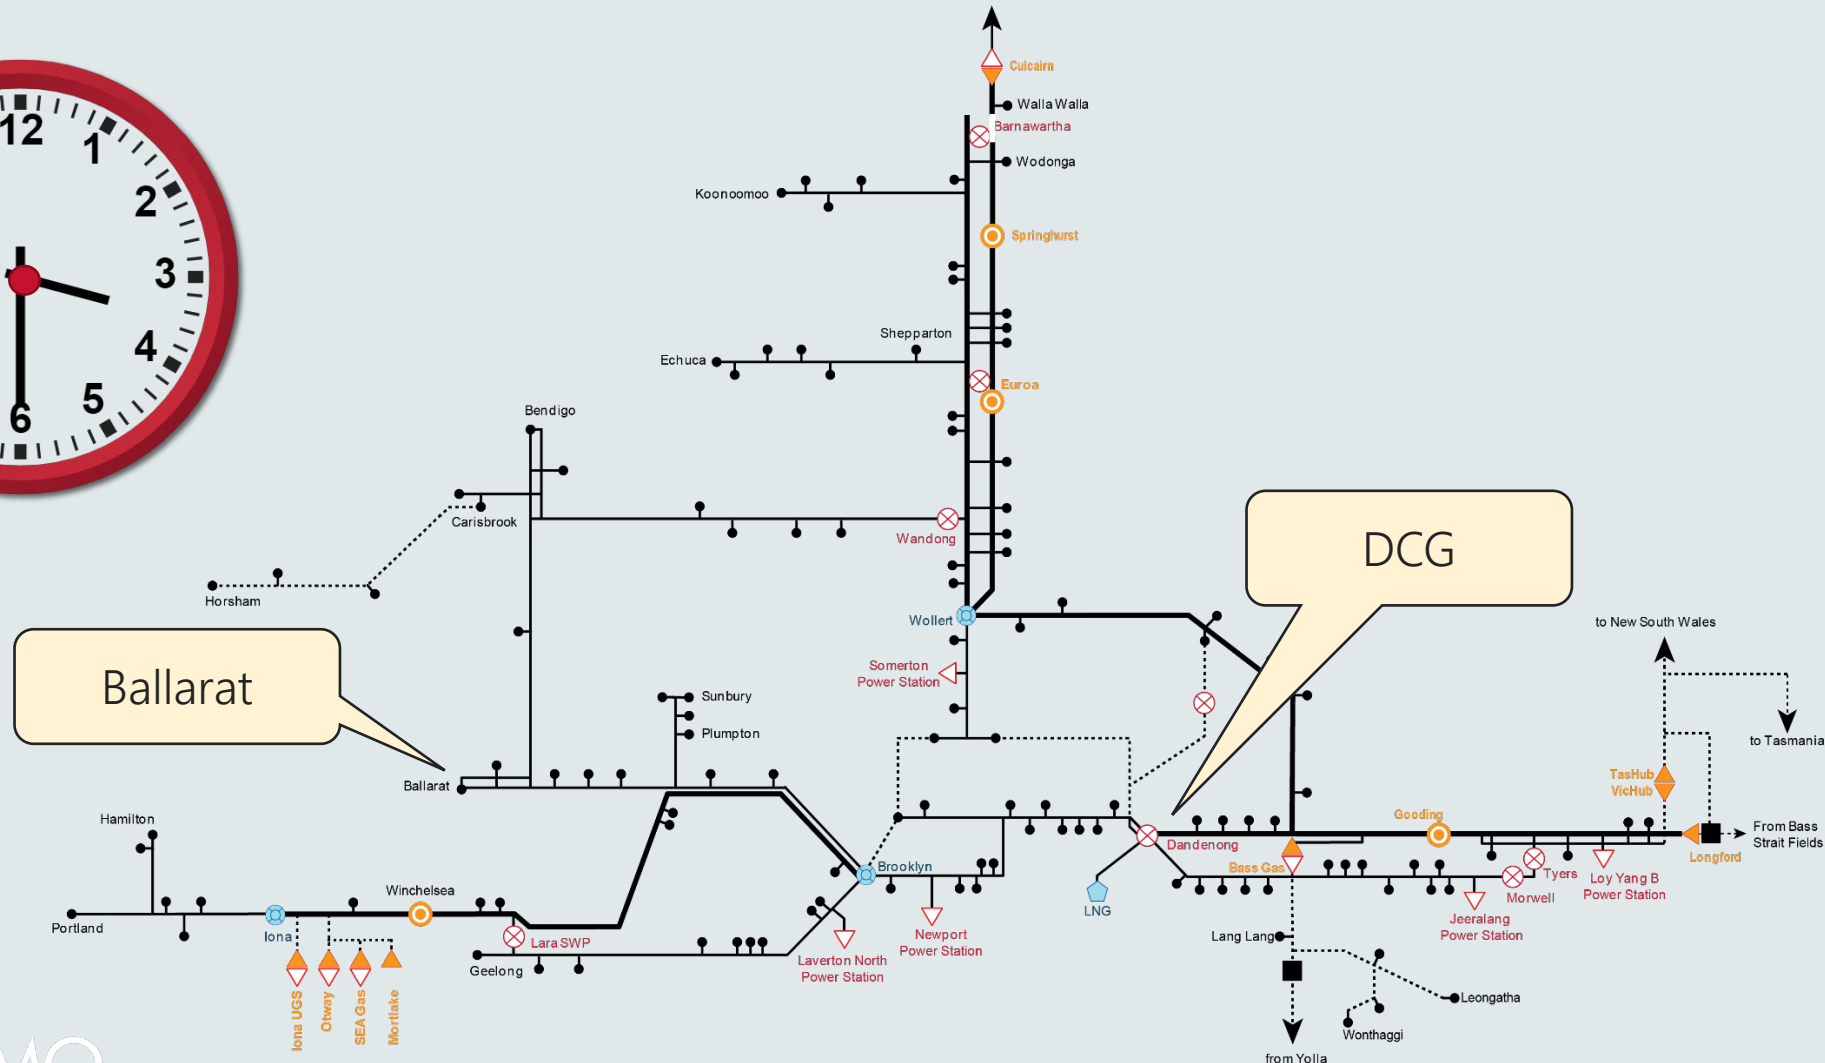 12
1
2
3
4
5
6
Culcairn
Walla Walla
Barnawartha
Wodonga
Koonoomoo
Springhurst
Shepparton
Echuca
Euroa
Bendigo
Carisbrook
Wandong
DCG
Horsham
Wollert
to New South Wales
Ballarat
Somerton
Power Station
Sunbury
Plumpton
to Tasmania
Ballarat
TasHub
VicHub
Hamilton
Gooding
From Bass
Strait Fields
Dandenong
Longford
Brooklyn
Bass Gas
Tyers
Loy Yang B
Power Station
Winchelsea
Morwell
LNG
Portland
Iona
Lara SWP
Newport
Power Station
Jeeralang
Power Station
Lang Lang
Geelong
Laverton North
Power Station
Iona UGS
Otway
SEA Gas
Mortlake
Leongatha
Wonthaggi
from Yolla